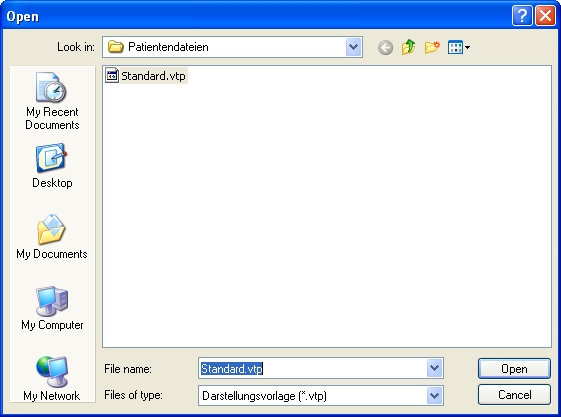 Open
Look in: Patientendateien
Standard.vtp
My Recent
Documents
Desktop
My Documents
My Computer
My Network
File name: Standard.vtp Open
Files of type: Darstellungsvorlage (*.vtp) Cancel